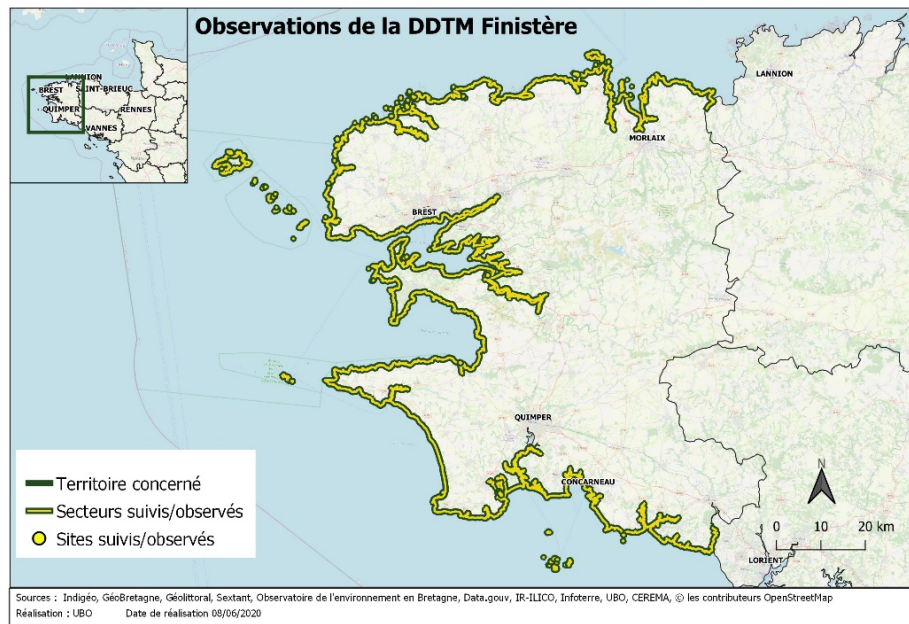 Observations de la DDTM Finistère
LANNION
BREST
SAINT-BRIEUC
QUIMPER
RENNES
VANNES
LANNION
MORLAIX
BREST
QUIMPER
CONCARNEAU
LORIENT
Territoire concerné
Secteurs suivis/observés
Sites suivis/observés
N
0 10 20 km
Sources : Indigéo, GéoBretagne, Géolittoral, Sextant, Observatoire de l'environnement en Bretagne, Data.gouv, IR-ILICO, Infoterre, UBO, CEREMA, © les contributeurs OpenStreetMap
Réalisation : UBO Date de réalisation 08/06/2020